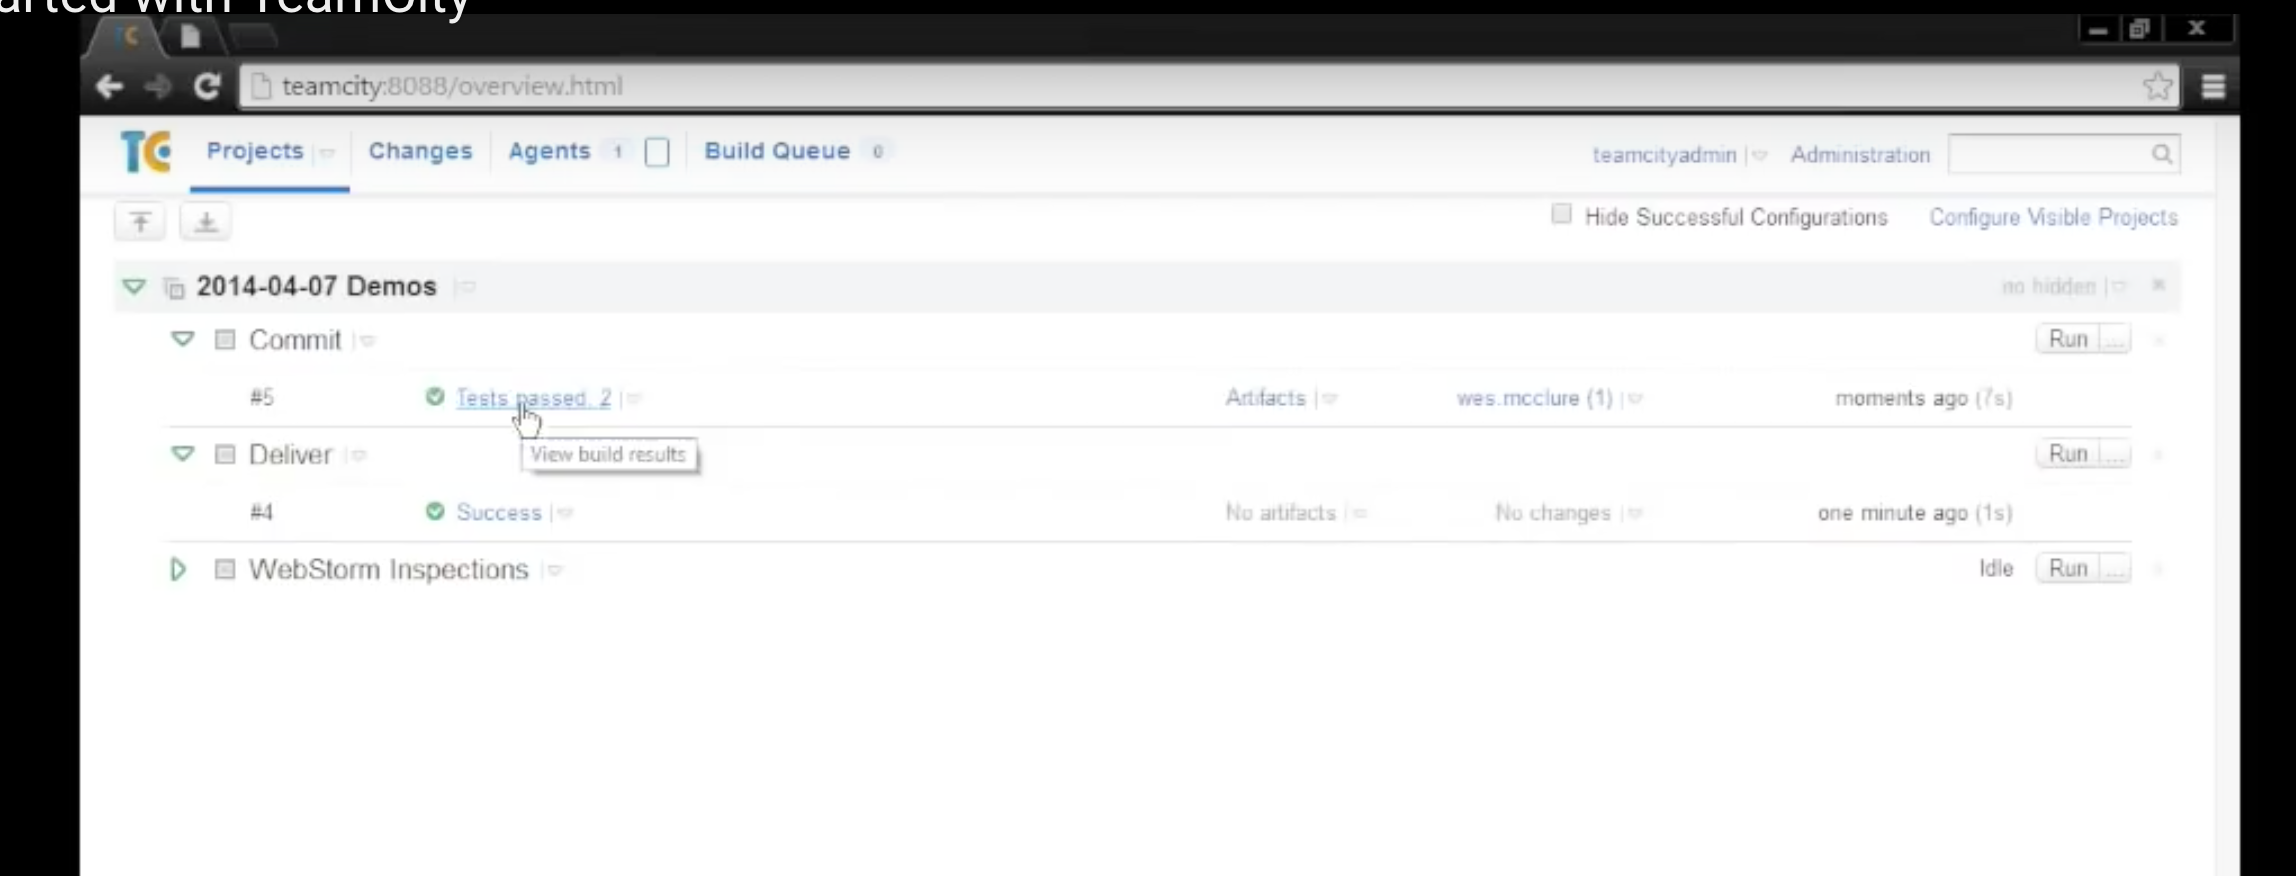 arted with TeamCity
teamcity:8088/overview.html
TC Projects Changes Agents 1 Build Queue 0 teamcityadmin Administration
Hide Successful Configurations Configure Visible Projects
2014-04-07 Demos no hidden
Commit Run ...
#5 Tests passed: 2 Artifacts wes.mcclure (1) moments ago (7s)
View build results
Deliver Run ...
#4 Success No artifacts No changes one minute ago (1s)
WebStorm Inspections Idle Run ...